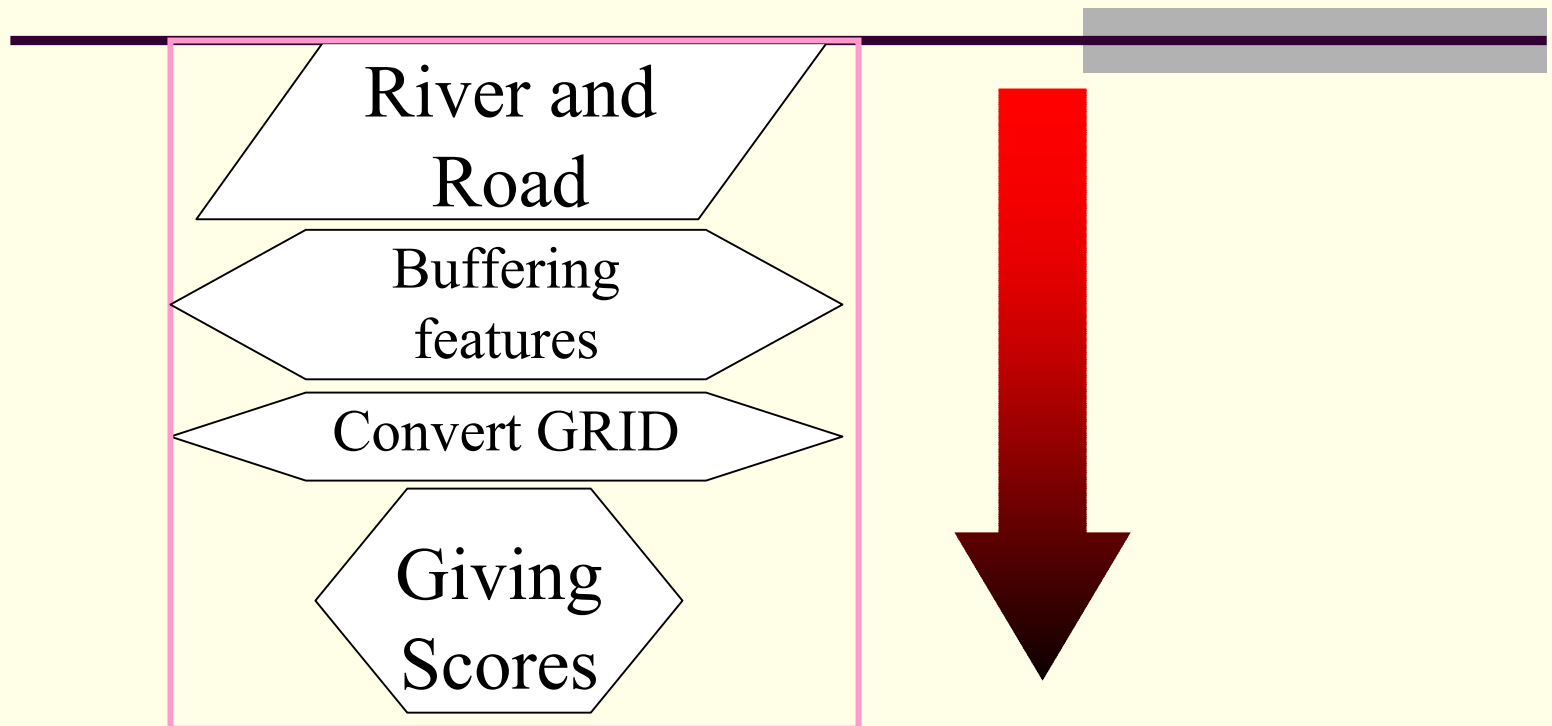 River and
Road
Buffering
features
Convert GRID
Giving
Scores